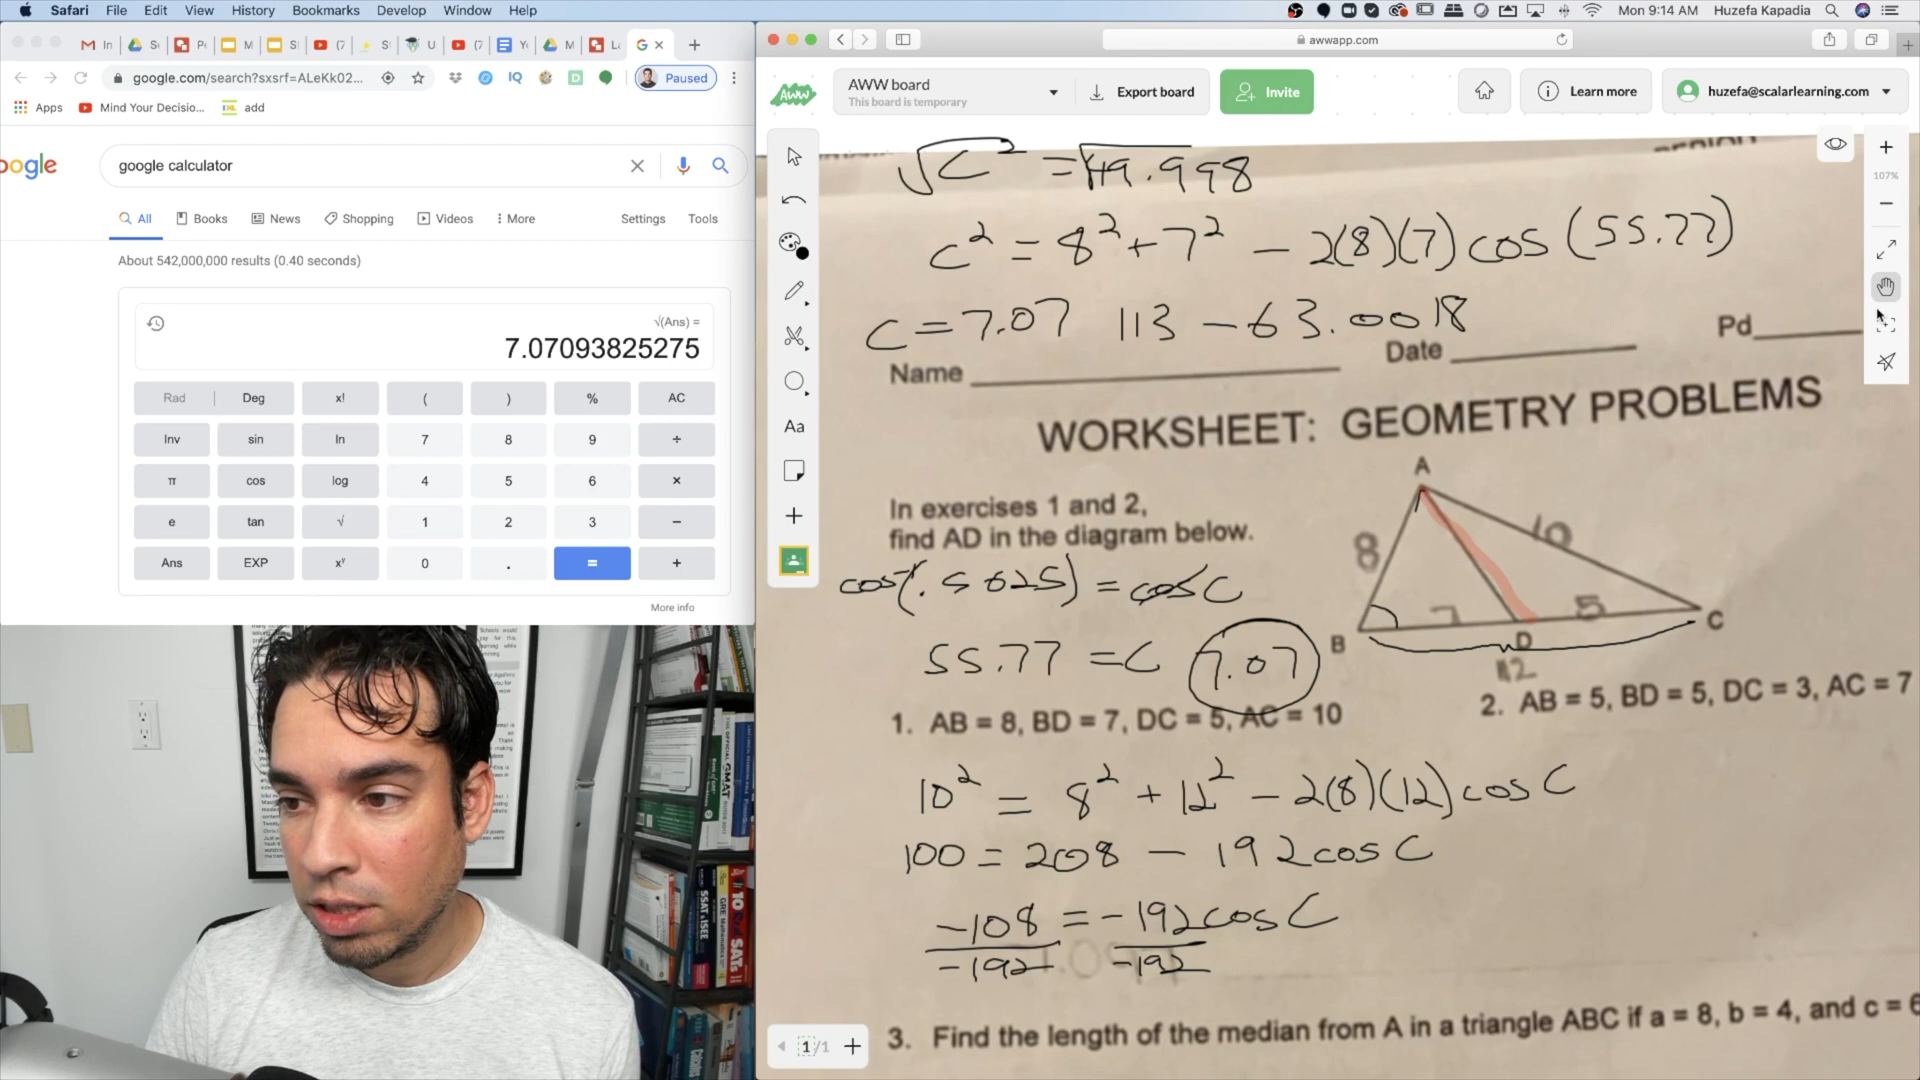 Safari File Edit View History Bookmarks Develop Window Help
Mon 9:14 AM Huzefa Kapadia
google.com/search?sxsrf=ALeKk02...
Paused
Apps Mind Your Decisio... add
google calculator
All Books News Shopping Videos More Settings Tools
About 542,000,000 results (0.40 seconds)
√(Ans) =
7.07093825275
Rad Deg x! ( ) % AC
Inv sin ln 7 8 9 ÷
π cos log 4 5 6 ×
e tan √ 1 2 3 −
Ans EXP xʸ 0 . = +
More info
awwapp.com
AWW
AWW board
This board is temporary
Export board
Invite
Learn more
huzefa@scalarlearning.com
107%
Aa
1/1
√C² = √49.998
c² = 8² + 7² − 2(8)(7) cos (55.77)
C = 7.07 113 − 63.0018
Name Date Pd
WORKSHEET: GEOMETRY PROBLEMS
In exercises 1 and 2,
find AD in the diagram below.
A
8 10
7 5
B D C
12
cos⁻¹(.5625) = cos C
55.77 = C 7.07
1. AB = 8, BD = 7, DC = 5, AC = 10
2. AB = 5, BD = 5, DC = 3, AC = 7
10² = 8² + 12² − 2(8)(12) cos C
100 = 208 − 192 cos C
−108 = −192 cos C
−192 −192
3. Find the length of the median from A in a triangle ABC if a = 8, b = 4, and c = 6
10 Real SATs
SSAT & ISEE
GMAT